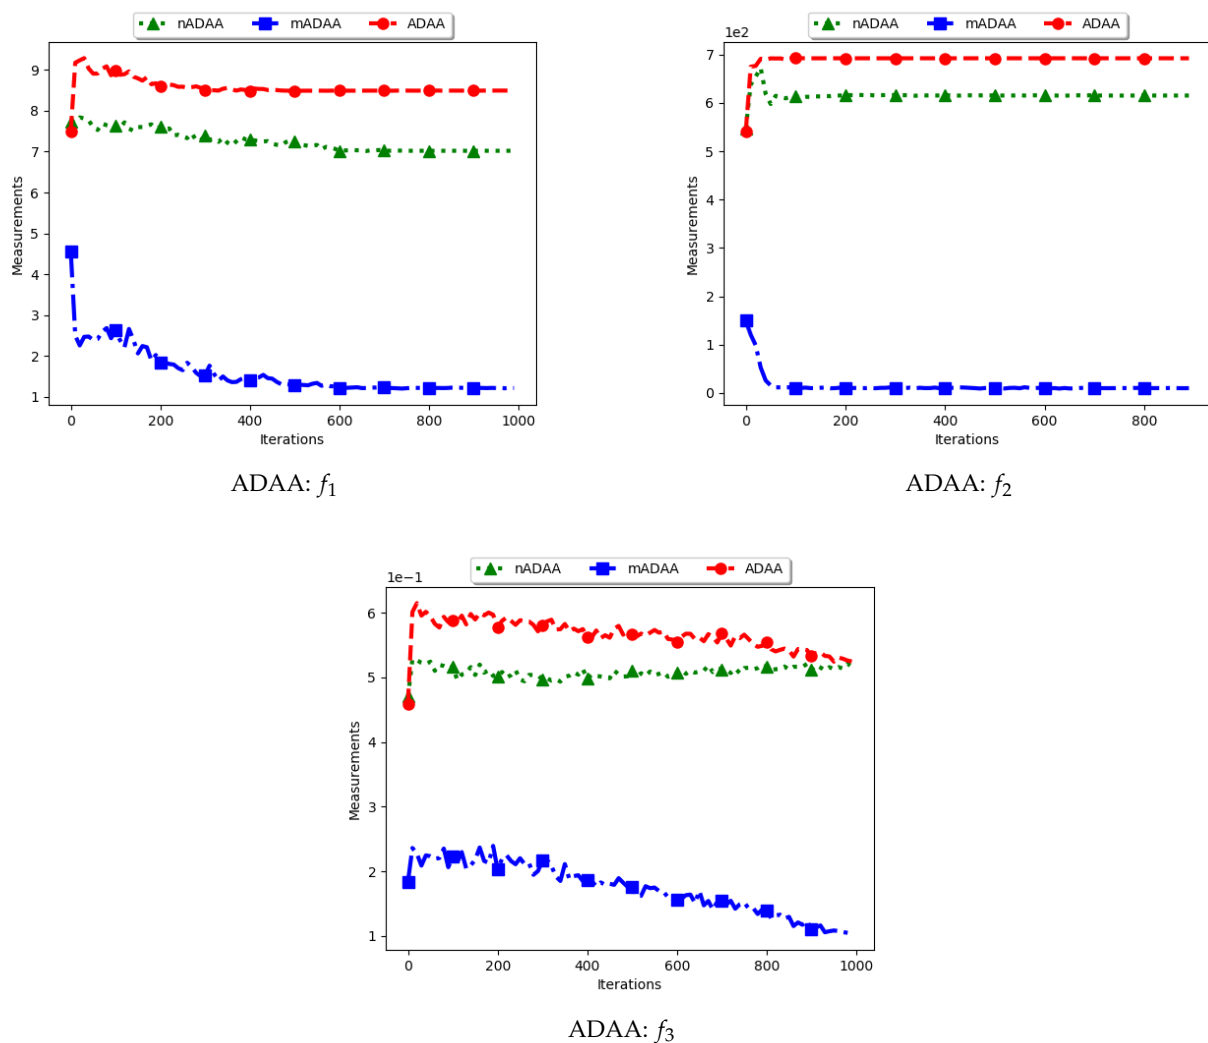 nADAA mADAA ADAA
9
8
7
6
5
4
3
2
1
Measurements
0 200 400 600 800 1000
Iterations
ADAA: f1
nADAA mADAA ADAA
1e2
7
6
5
4
3
2
1
0
Measurements
0 200 400 600 800
Iterations
ADAA: f2
nADAA mADAA ADAA
1e−1
6
5
4
3
2
1
Measurements
0 200 400 600 800 1000
Iterations
ADAA: f3